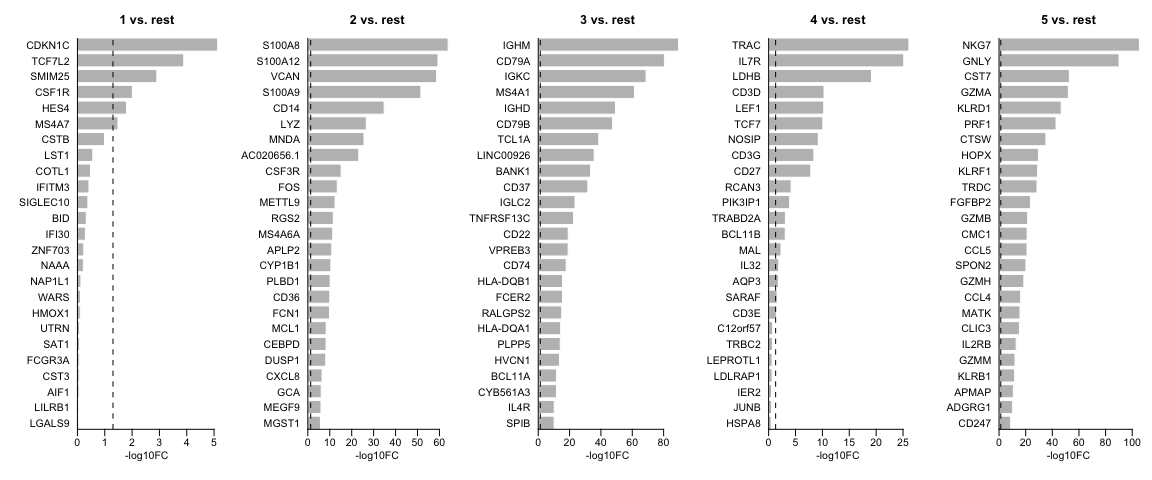 1 vs. rest
CDKN1C
TCF7L2
SMIM25
CSF1R
HES4
MS4A7
CSTB
LST1
COTL1
IFITM3
SIGLEC10
BID
IFI30
ZNF703
NAAA
NAP1L1
WARS
HMOX1
UTRN
SAT1
FCGR3A
CST3
AIF1
LILRB1
LGALS9
0 1 2 3 4 5
-log10FC
2 vs. rest
S100A8
S100A12
VCAN
S100A9
CD14
LYZ
MNDA
AC020656.1
CSF3R
FOS
METTL9
RGS2
MS4A6A
APLP2
CYP1B1
PLBD1
CD36
FCN1
MCL1
CEBPD
DUSP1
CXCL8
GCA
MEGF9
MGST1
0 10 20 30 40 50 60
-log10FC
3 vs. rest
IGHM
CD79A
IGKC
MS4A1
IGHD
CD79B
TCL1A
LINC00926
BANK1
CD37
IGLC2
TNFRSF13C
CD22
VPREB3
CD74
HLA-DQB1
FCER2
RALGPS2
HLA-DQA1
PLPP5
HVCN1
BCL11A
CYB561A3
IL4R
SPIB
0 20 40 60 80
-log10FC
4 vs. rest
TRAC
IL7R
LDHB
CD3D
LEF1
TCF7
NOSIP
CD3G
CD27
RCAN3
PIK3IP1
TRABD2A
BCL11B
MAL
IL32
AQP3
SARAF
CD3E
C12orf57
TRBC2
LEPROTL1
LDLRAP1
IER2
JUNB
HSPA8
0 5 10 15 20 25
-log10FC
5 vs. rest
NKG7
GNLY
CST7
GZMA
KLRD1
PRF1
CTSW
HOPX
KLRF1
TRDC
FGFBP2
GZMB
CMC1
CCL5
SPON2
GZMH
CCL4
MATK
CLIC3
IL2RB
GZMM
KLRB1
APMAP
ADGRG1
CD247
0 20 40 60 80 100
-log10FC